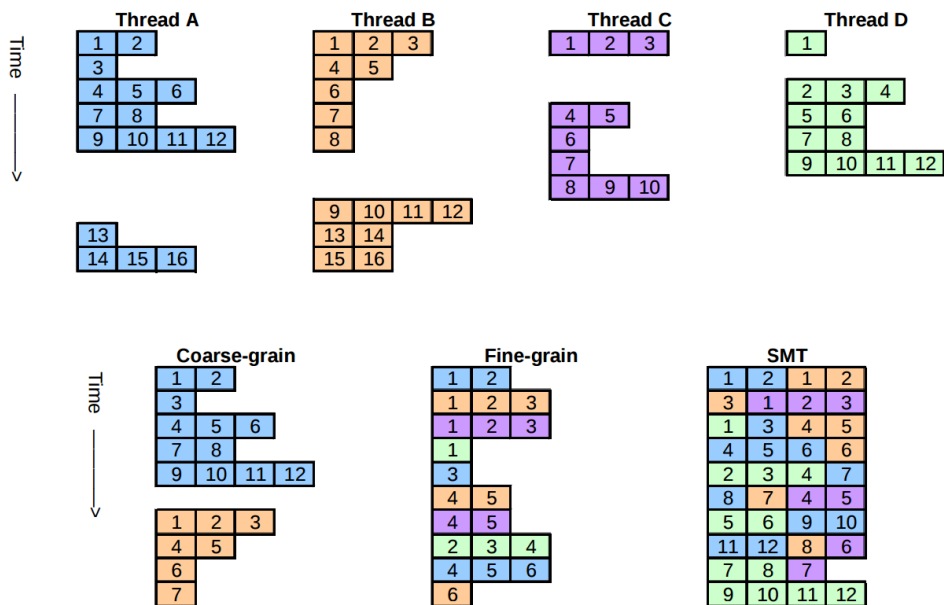 Time
Thread A
1 2
3
4 5 6
7 8
9 10 11 12
13
14 15 16
Thread B
1 2 3
4 5
6
7
8
9 10 11 12
13 14
15 16
Thread C
1 2 3
4 5
6
7
8 9 10
Thread D
1
2 3 4
5 6
7 8
9 10 11 12
Time
Coarse-grain
1 2
3
4 5 6
7 8
9 10 11 12
1 2 3
4 5
6
7
Fine-grain
1 2
1 2 3
1 2 3
1
3
4 5
4 5
2 3 4
4 5 6
6
SMT
1 2 1 2
3 1 2 3
1 3 4 5
4 5 6 6
2 3 4 7
8 7 4 5
5 6 9 10
11 12 8 6
7 8 7
9 10 11 12